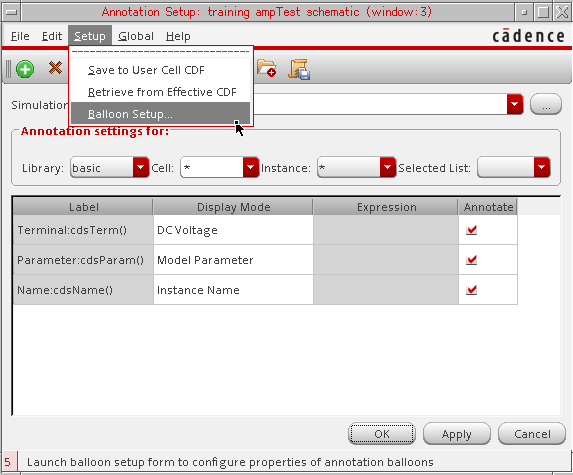 Annotation Setup: training ampTest schematic (window:3)
File Edit Setup Global Help
cādence
Save to User Cell CDF
Retrieve from Effective CDF
Balloon Setup...
Simulation
...
Annotation settings for:
Library: basic Cell: * Instance: * Selected List:
Label Display Mode Expression Annotate
Terminal:cdsTerm() DC Voltage
Parameter:cdsParam() Model Parameter
Name:cdsName() Instance Name
OK Apply Cancel
5 Launch balloon setup form to configure properties of annotation balloons